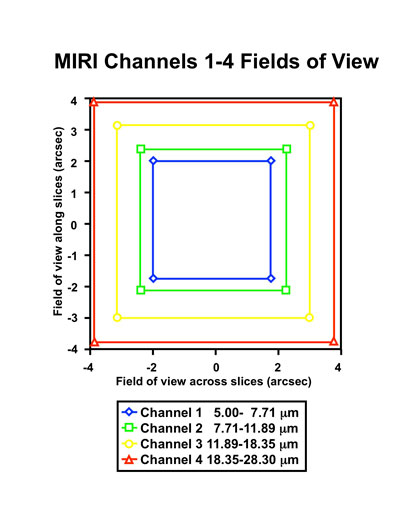 MIRI Channels 1-4 Fields of View
Field of view along slices (arcsec)
4
3
2
1
0
-1
-2
-3
-4
-4 -2 0 2 4
Field of view across slices (arcsec)
Channel 1 5.00- 7.71 μm
Channel 2 7.71-11.89 μm
Channel 3 11.89-18.35 μm
Channel 4 18.35-28.30 μm